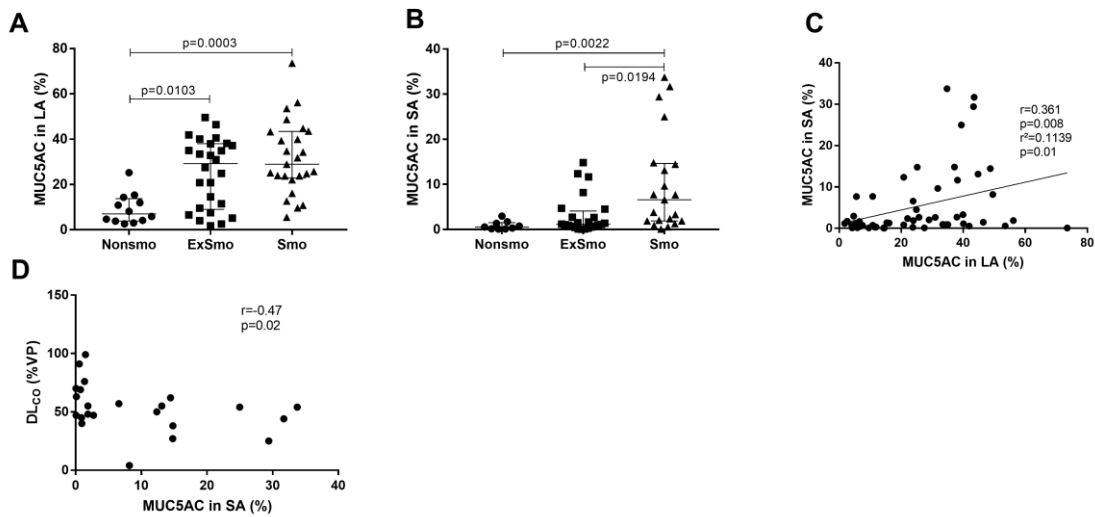 A
MUC5AC in LA (%)
80
60
40
20
0
p=0.0003
p=0.0103
Nonsmo ExSmo Smo
B
MUC5AC in SA (%)
40
30
20
10
0
p=0.0022
p=0.0194
Nonsmo ExSmo Smo
C
MUC5AC in SA (%)
40
30
20
10
0
r=0.361
p=0.008
r²=0.1139
p=0.01
0 20 40 60 80
MUC5AC in LA (%)
D
DLCO (%VP)
150
100
50
0
r=-0.47
p=0.02
0 10 20 30 40
MUC5AC in SA (%)